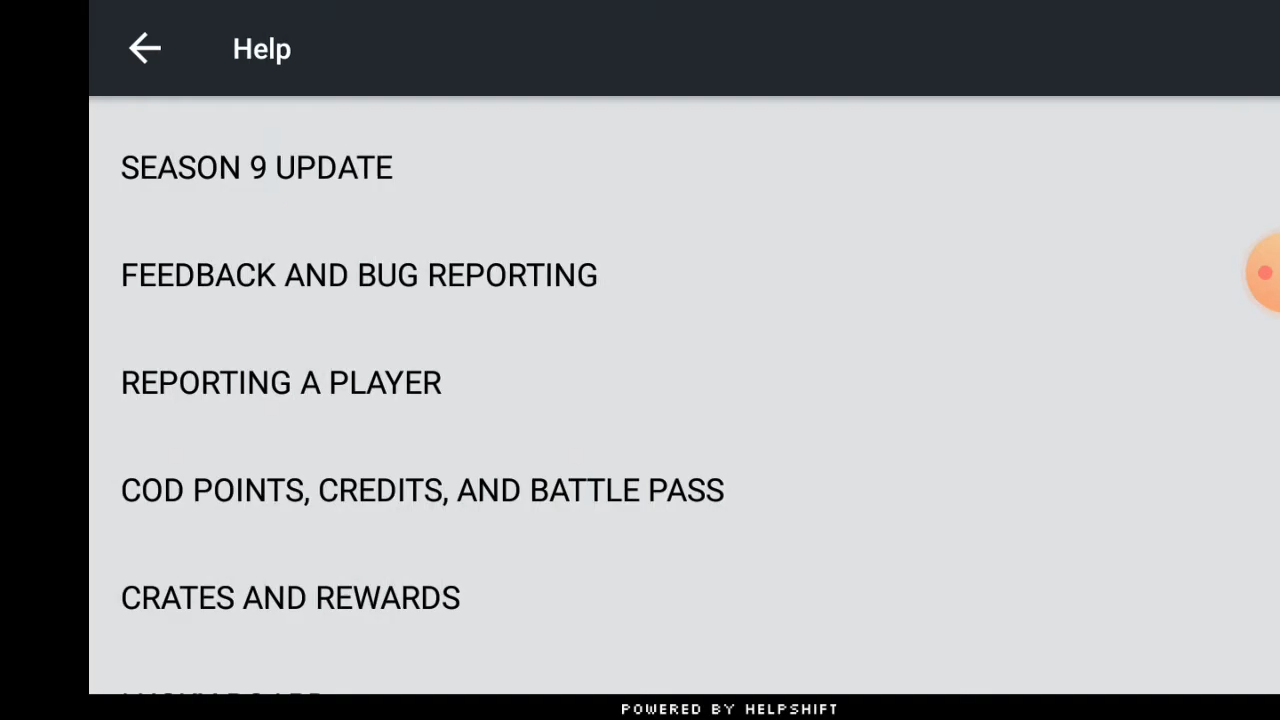 Help
SEASON 9 UPDATE
FEEDBACK AND BUG REPORTING
REPORTING A PLAYER
COD POINTS, CREDITS, AND BATTLE PASS
CRATES AND REWARDS
POWERED BY HELPSHIFT